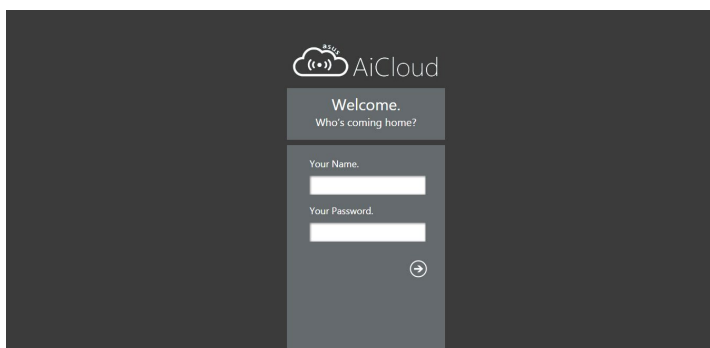 asus
AiCloud
Welcome.
Who's coming home?
Your Name.
Your Password.